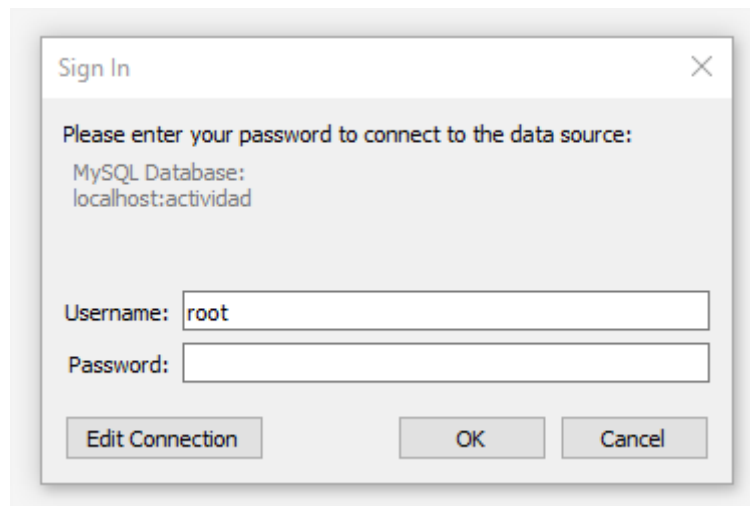 Sign In
Please enter your password to connect to the data source:
MySQL Database:
localhost:actividad
Username: root
Password:
Edit Connection OK Cancel